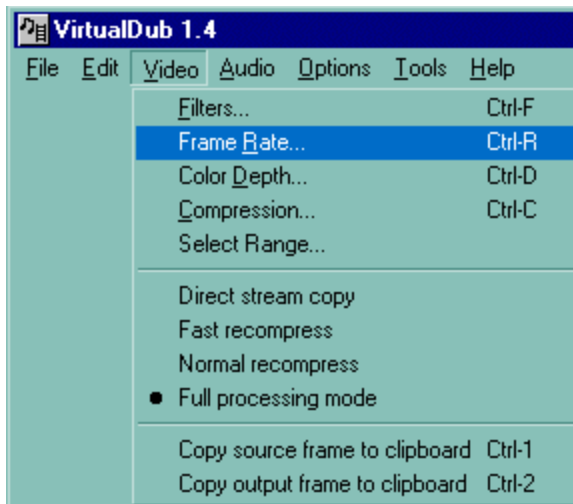 VirtualDub 1.4
File Edit Video Audio Options Tools Help
Filters... Ctrl-F
Frame Rate... Ctrl-R
Color Depth... Ctrl-D
Compression... Ctrl-C
Select Range...
Direct stream copy
Fast recompress
Normal recompress
Full processing mode
Copy source frame to clipboard Ctrl-1
Copy output frame to clipboard Ctrl-2